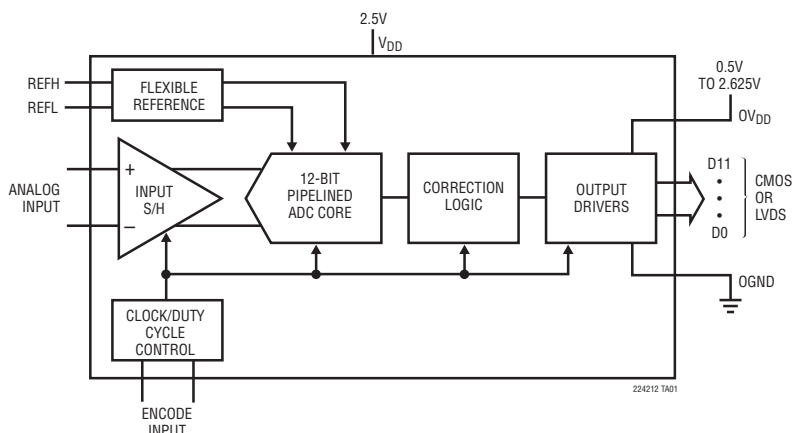 2.5V
VDD
0.5V
TO 2.625V
OVDD
REFH
REFL
FLEXIBLE
REFERENCE
ANALOG
INPUT
+
−
INPUT
S/H
12-BIT
PIPELINED
ADC CORE
CORRECTION
LOGIC
OUTPUT
DRIVERS
D11
•
•
•
D0
CMOS
OR
LVDS
OGND
CLOCK/DUTY
CYCLE
CONTROL
224212 TA01
ENCODE
INPUT